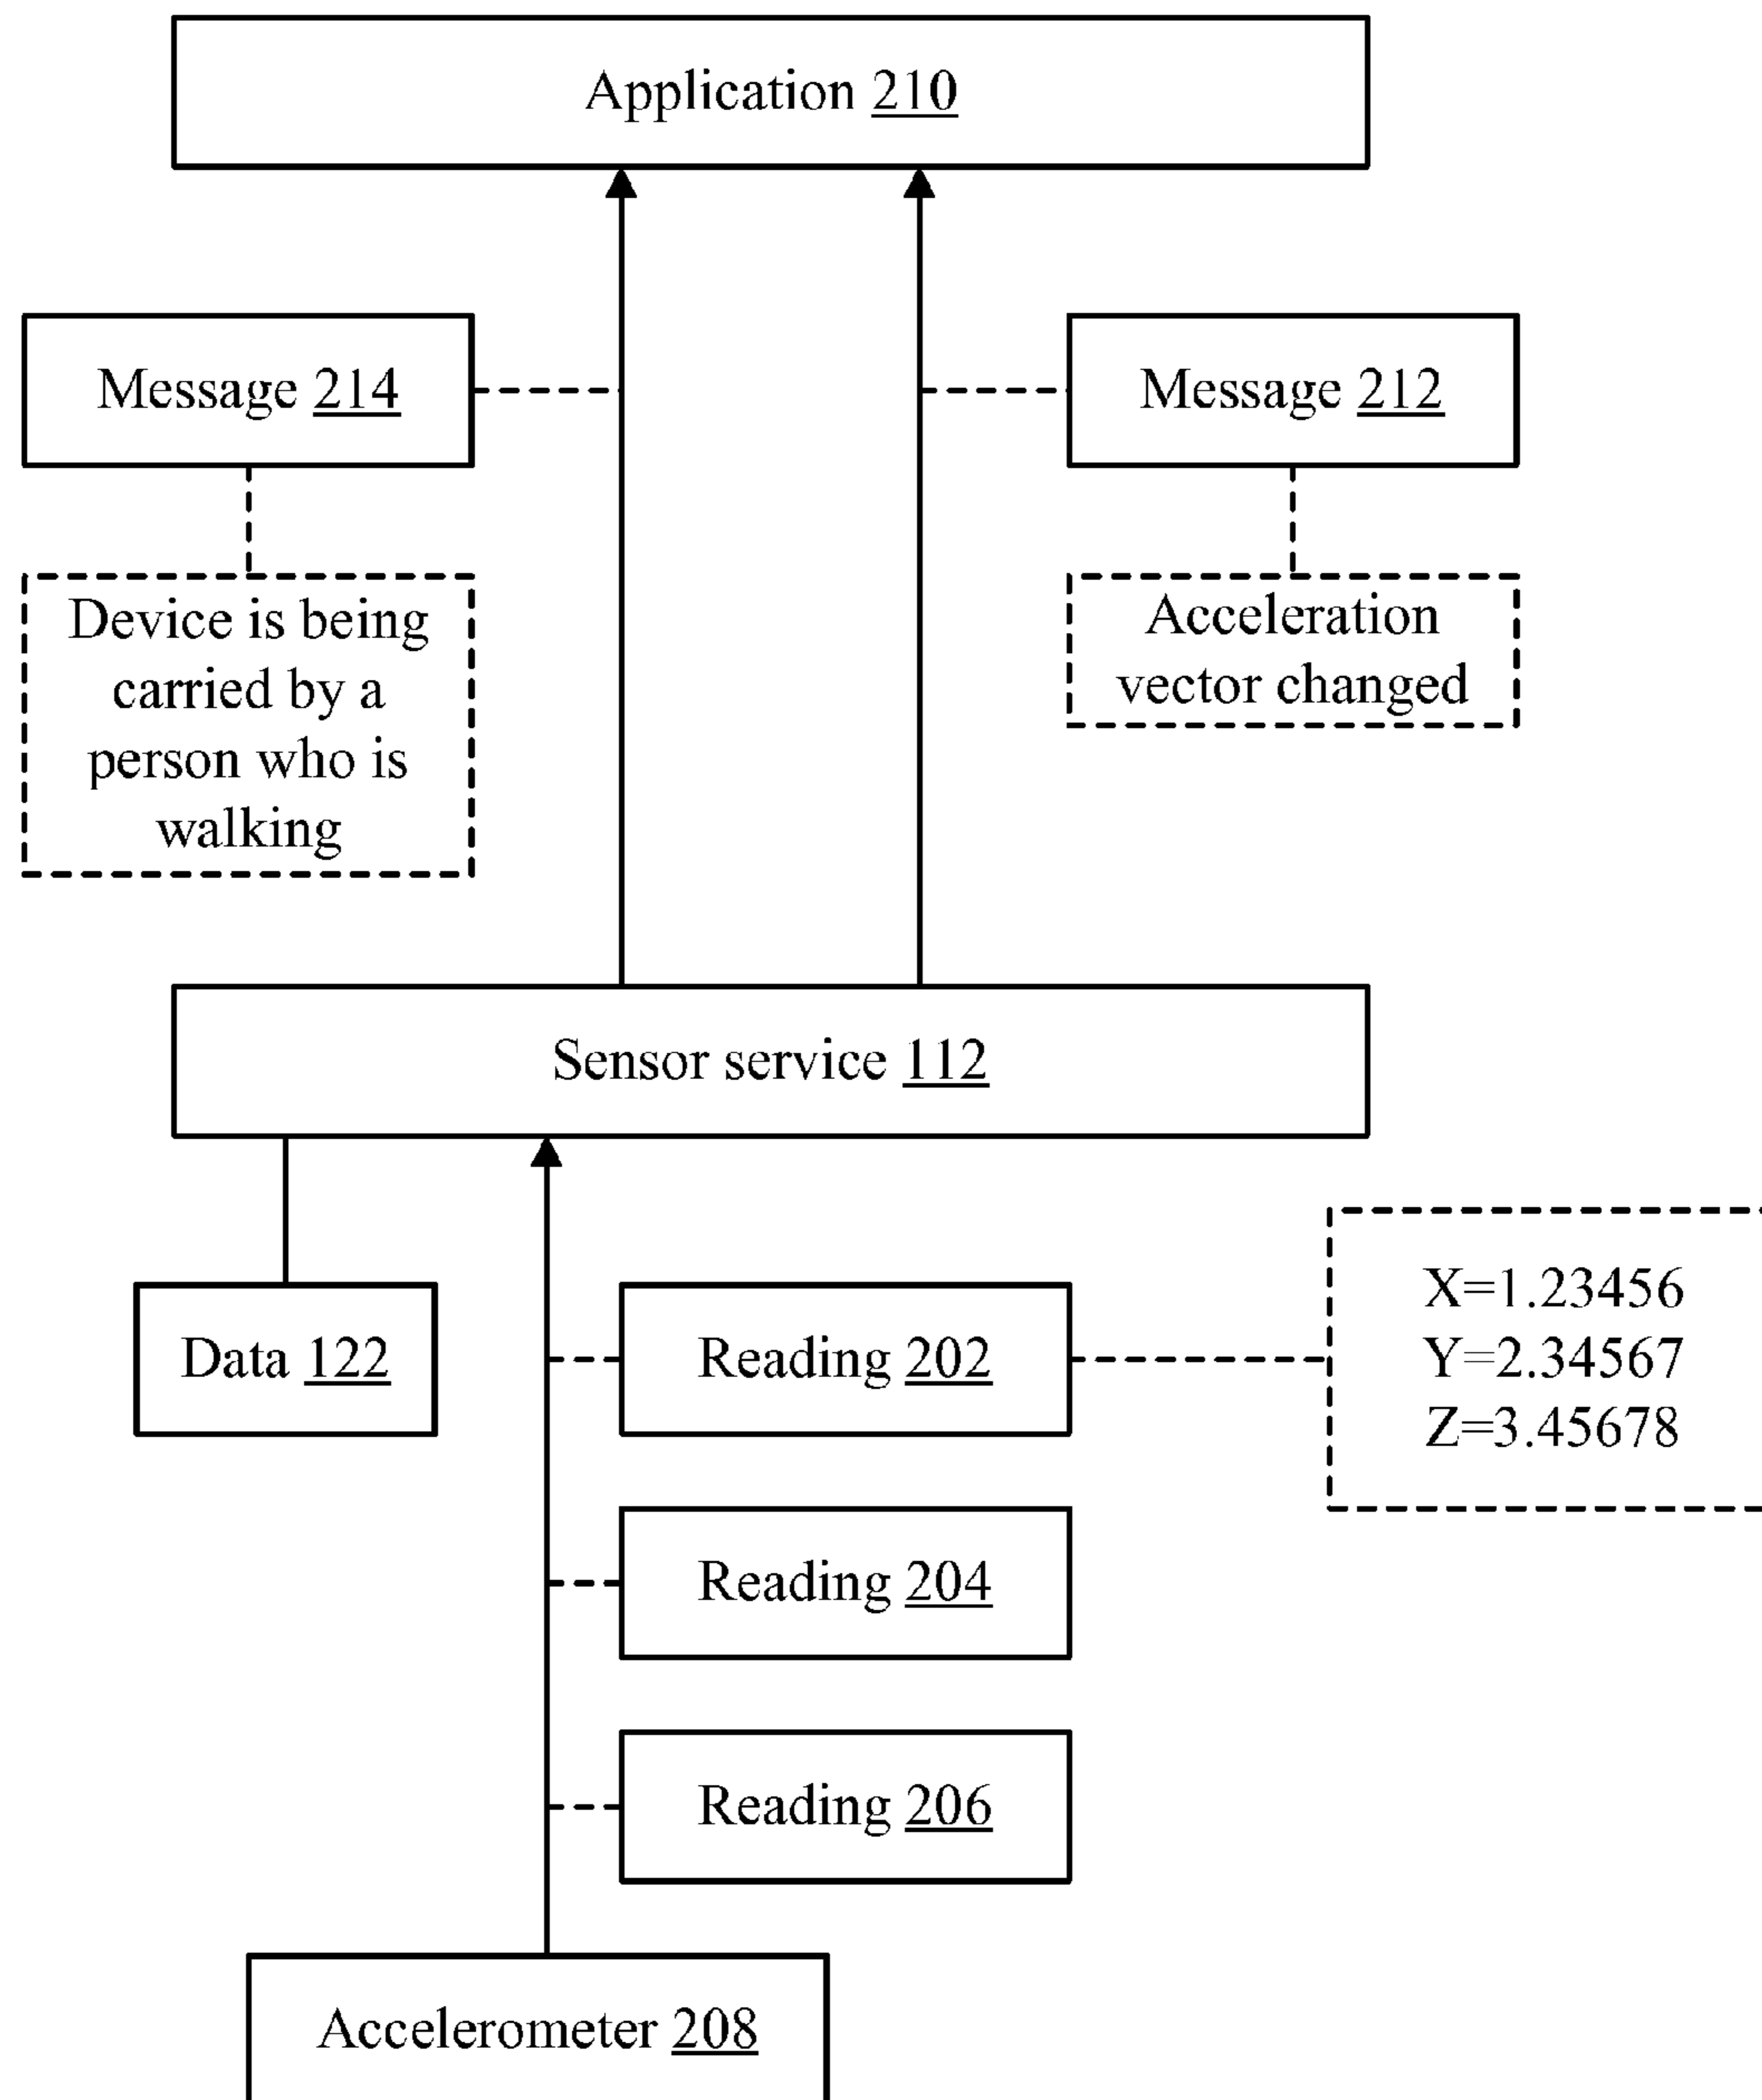 Application 210
Message 214
Message 212
Device is being
carried by a
person who is
walking
Acceleration
vector changed
Sensor service 112
Data 122
Reading 202
X=1.23456
Y=2.34567
Z=3.45678
Reading 204
Reading 206
Accelerometer 208